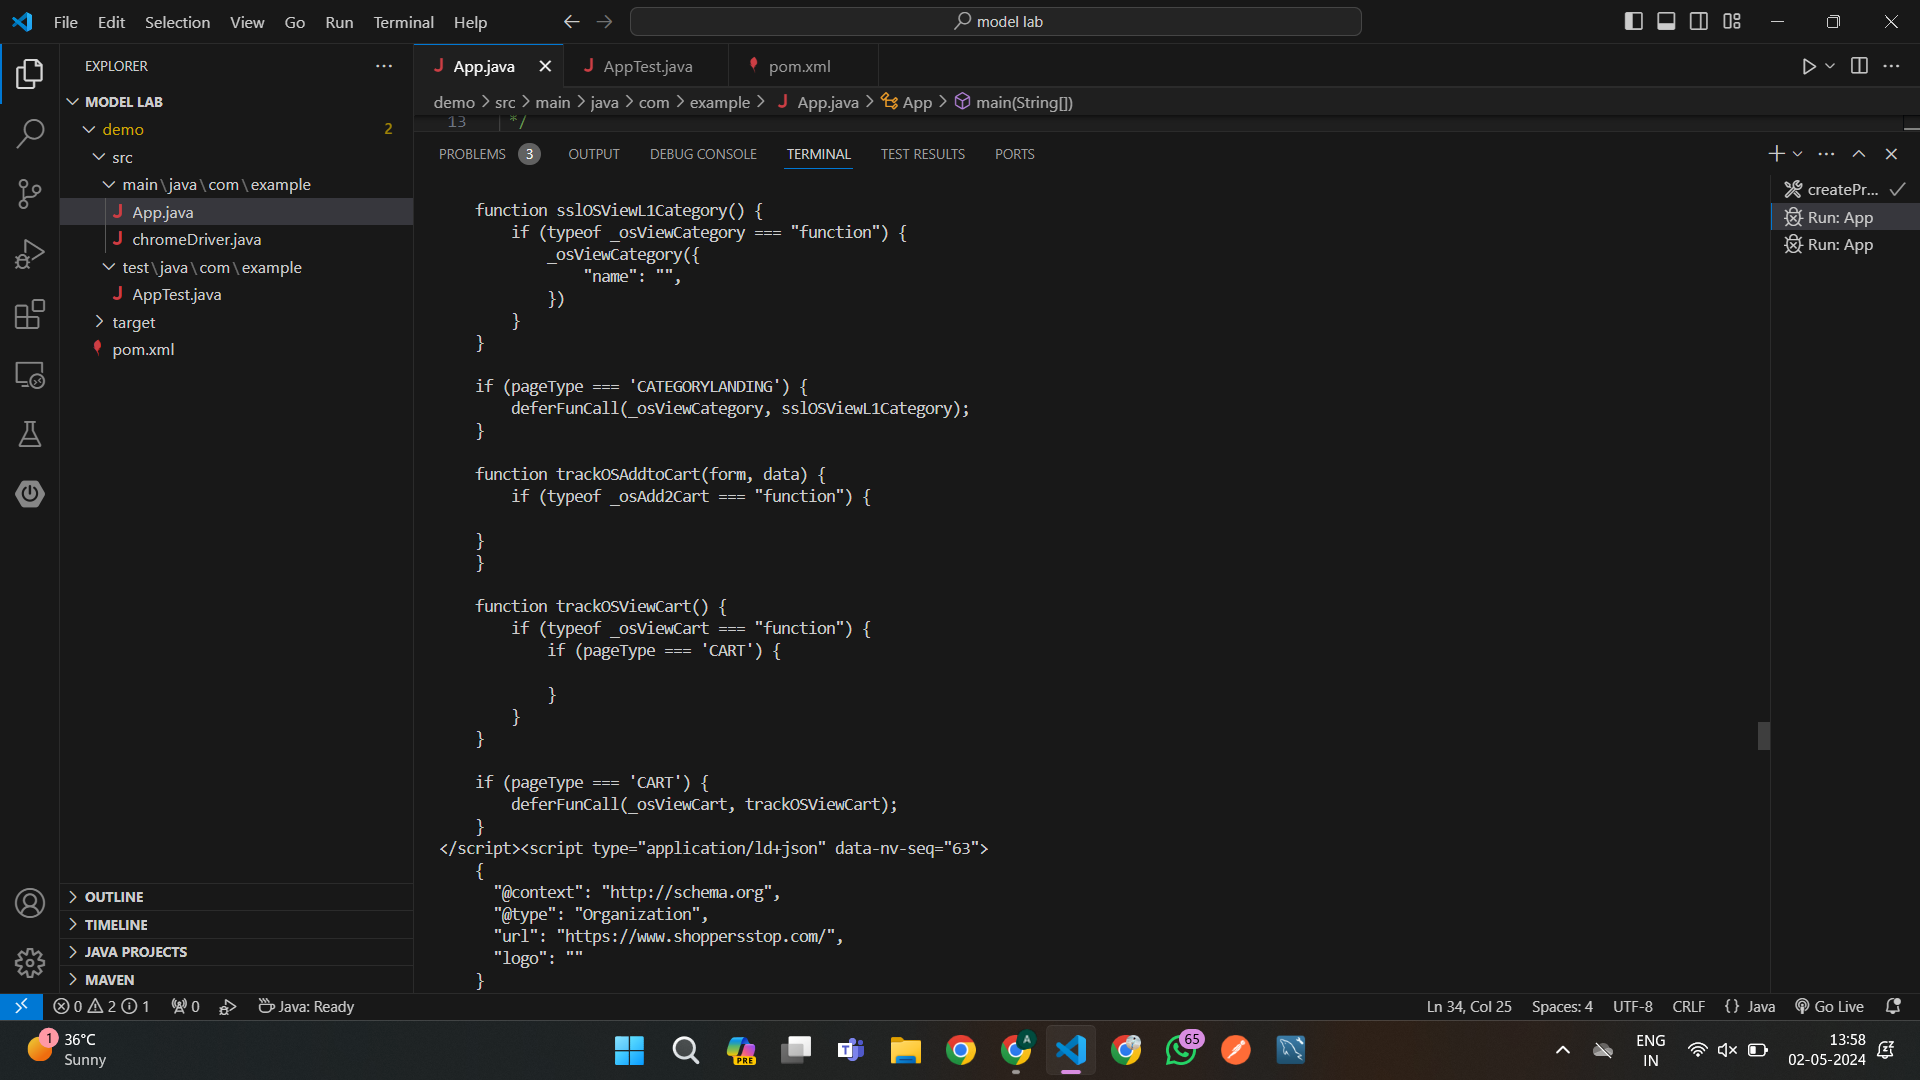 File Edit Selection View Go Run Terminal Help
model lab
EXPLORER
MODEL LAB
demo 2
src
main\java\com\example
App.java
chromeDriver.java
test\java\com\example
AppTest.java
target
pom.xml
OUTLINE
TIMELINE
JAVA PROJECTS
MAVEN
App.java
AppTest.java
pom.xml
demo > src > main > java > com > example > App.java > App > main(String[])
13 */
PROBLEMS 3 OUTPUT DEBUG CONSOLE TERMINAL TEST RESULTS PORTS
createPr...
Run: App
Run: App
function sslOSViewL1Category() {
if (typeof _osViewCategory === "function") {
_osViewCategory({
"name": "",
})
}
}
if (pageType === 'CATEGORYLANDING') {
deferFunCall(_osViewCategory, sslOSViewL1Category);
}
function trackOSAddtoCart(form, data) {
if (typeof _osAdd2Cart === "function") {
}
}
function trackOSViewCart() {
if (typeof _osViewCart === "function") {
if (pageType === 'CART') {
}
}
}
if (pageType === 'CART') {
deferFunCall(_osViewCart, trackOSViewCart);
}
</script><script type="application/ld+json" data-nv-seq="63">
{
"@context": "http://schema.org",
"@type": "Organization",
"url": "https://www.shoppersstop.com/",
"logo": ""
}
0 2 1 0 Java: Ready
Ln 34, Col 25 Spaces: 4 UTF-8 CRLF {} Java Go Live
1 36°C
Sunny
PRE
A
65
ENG
IN
13:58
02-05-2024